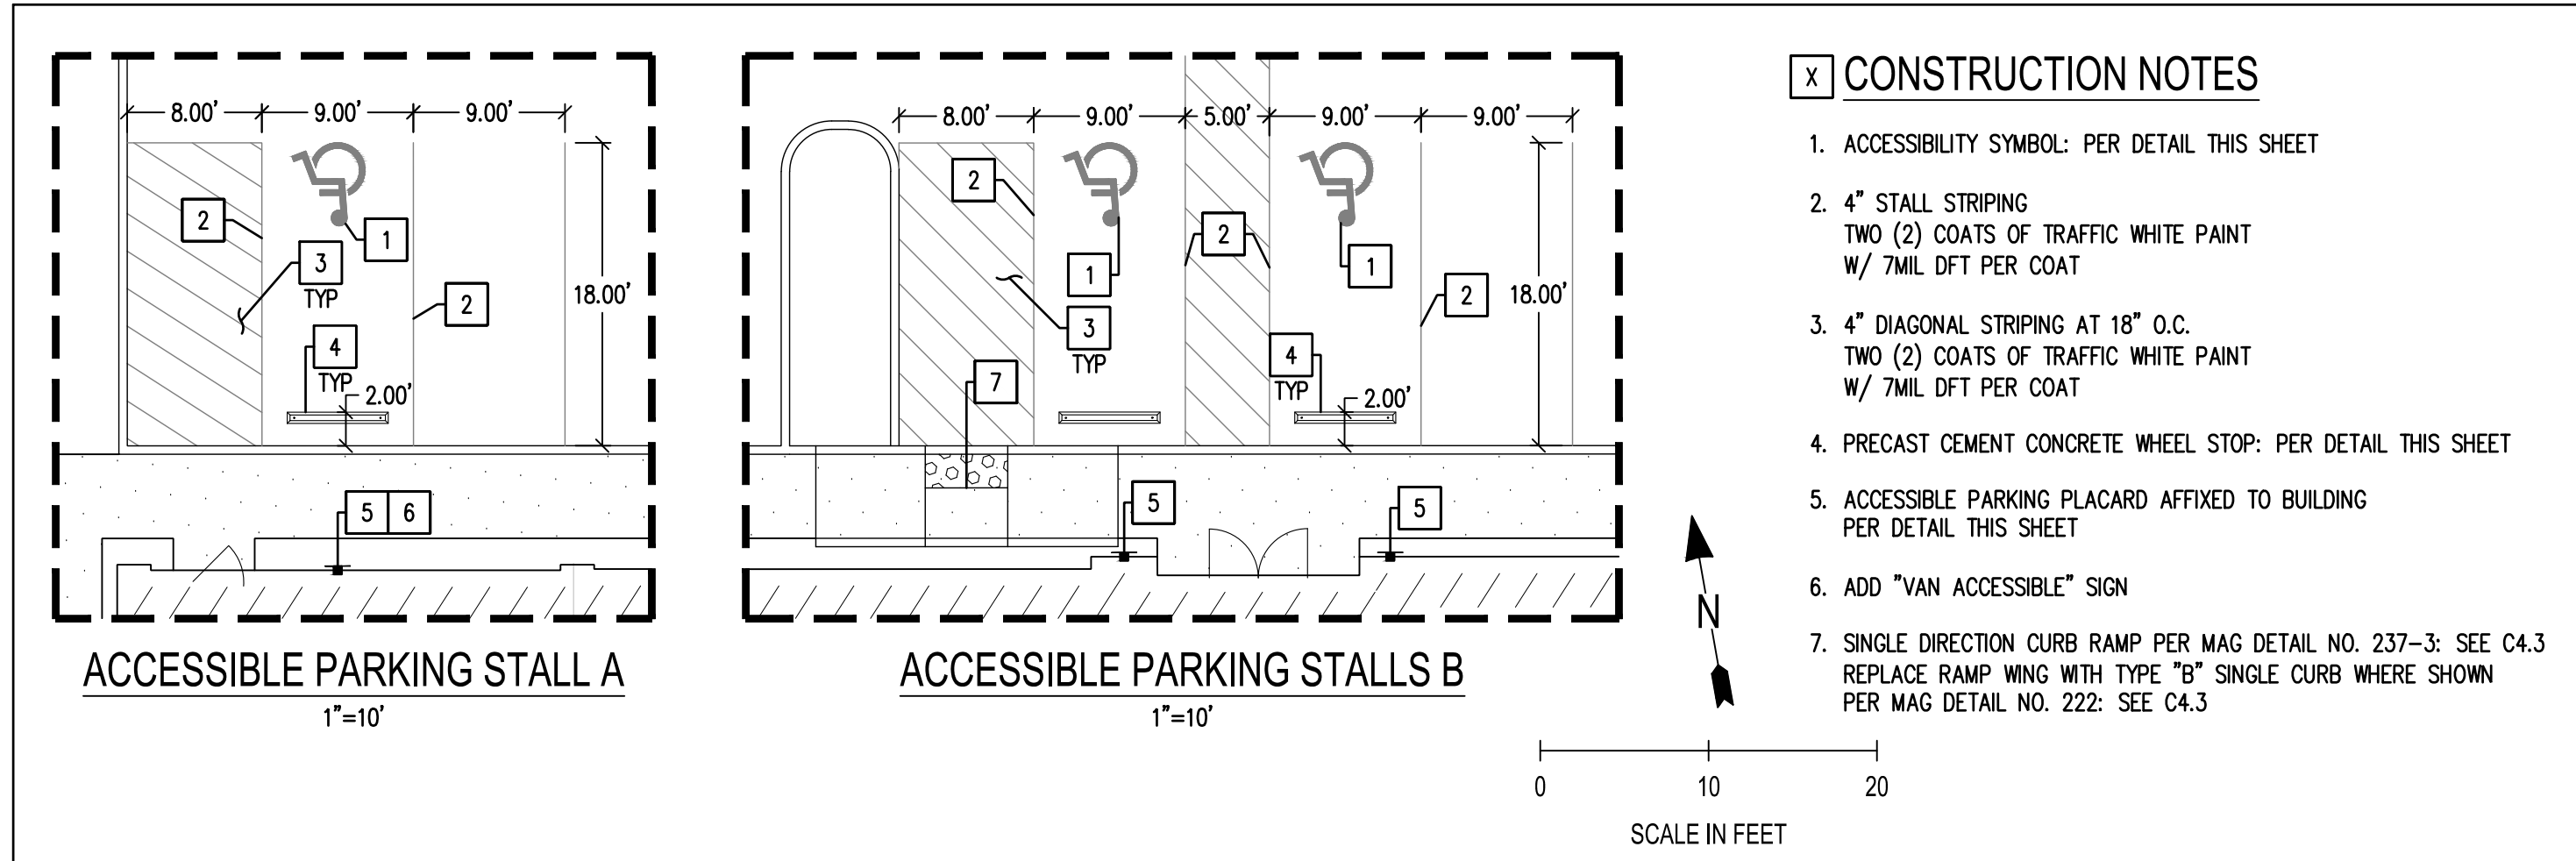 8.00'
9.00'
9.00'
2
1
3
TYP
2
18.00'
4
TYP
2.00'
5
6
ACCESSIBLE PARKING STALL A
1"=10'
8.00'
9.00'
5.00'
9.00'
9.00'
2
2
1
1
3
TYP
2
18.00'
4
TYP
7
2.00'
5
5
ACCESSIBLE PARKING STALLS B
1"=10'
N
0
10
20
SCALE IN FEET
X CONSTRUCTION NOTES
1. ACCESSIBILITY SYMBOL: PER DETAIL THIS SHEET
2. 4" STALL STRIPING
TWO (2) COATS OF TRAFFIC WHITE PAINT
W/ 7MIL DFT PER COAT
3. 4" DIAGONAL STRIPING AT 18" O.C.
TWO (2) COATS OF TRAFFIC WHITE PAINT
W/ 7MIL DFT PER COAT
4. PRECAST CEMENT CONCRETE WHEEL STOP: PER DETAIL THIS SHEET
5. ACCESSIBLE PARKING PLACARD AFFIXED TO BUILDING
PER DETAIL THIS SHEET
6. ADD "VAN ACCESSIBLE" SIGN
7. SINGLE DIRECTION CURB RAMP PER MAG DETAIL NO. 237-3: SEE C4.3
REPLACE RAMP WING WITH TYPE "B" SINGLE CURB WHERE SHOWN
PER MAG DETAIL NO. 222: SEE C4.3